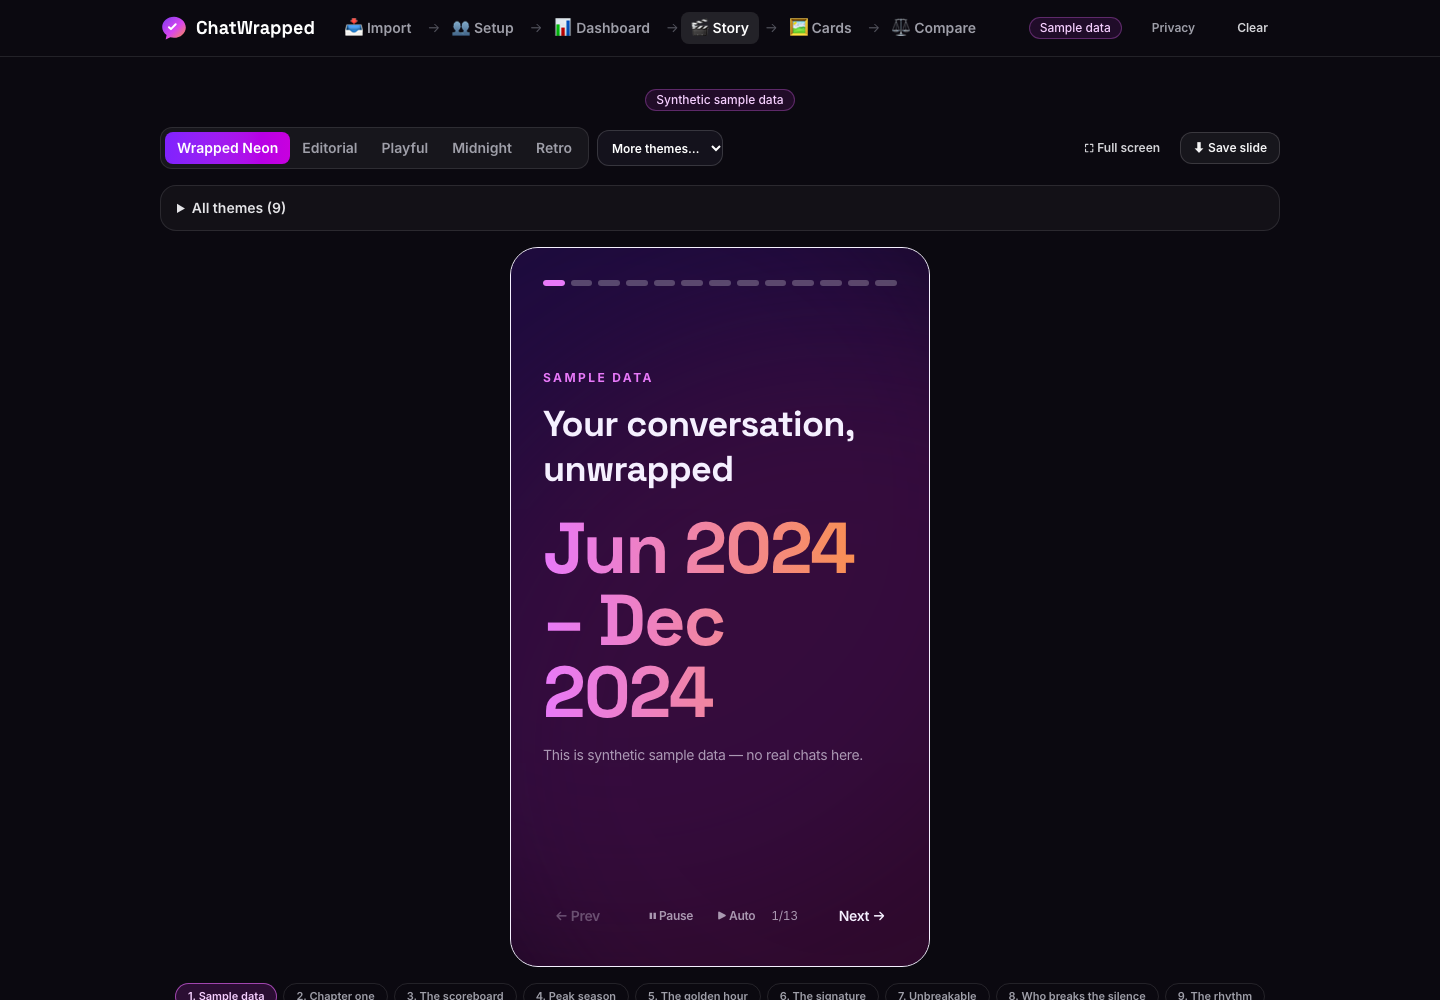 ChatWrapped
Import → Setup → Dashboard → Story → Cards → Compare
Sample data
Privacy
Clear
Synthetic sample data
Wrapped Neon
Editorial
Playful
Midnight
Retro
More themes...
Full screen
Save slide
All themes (9)
SAMPLE DATA
Your conversation,
unwrapped
Jun 2024
– Dec
2024
This is synthetic sample data — no real chats here.
← Prev
Pause
Auto
1/13
Next →
1. Sample data
2. Chapter one
3. The scoreboard
4. Peak season
5. The golden hour
6. The signature
7. Unbreakable
8. Who breaks the silence
9. The rhythm